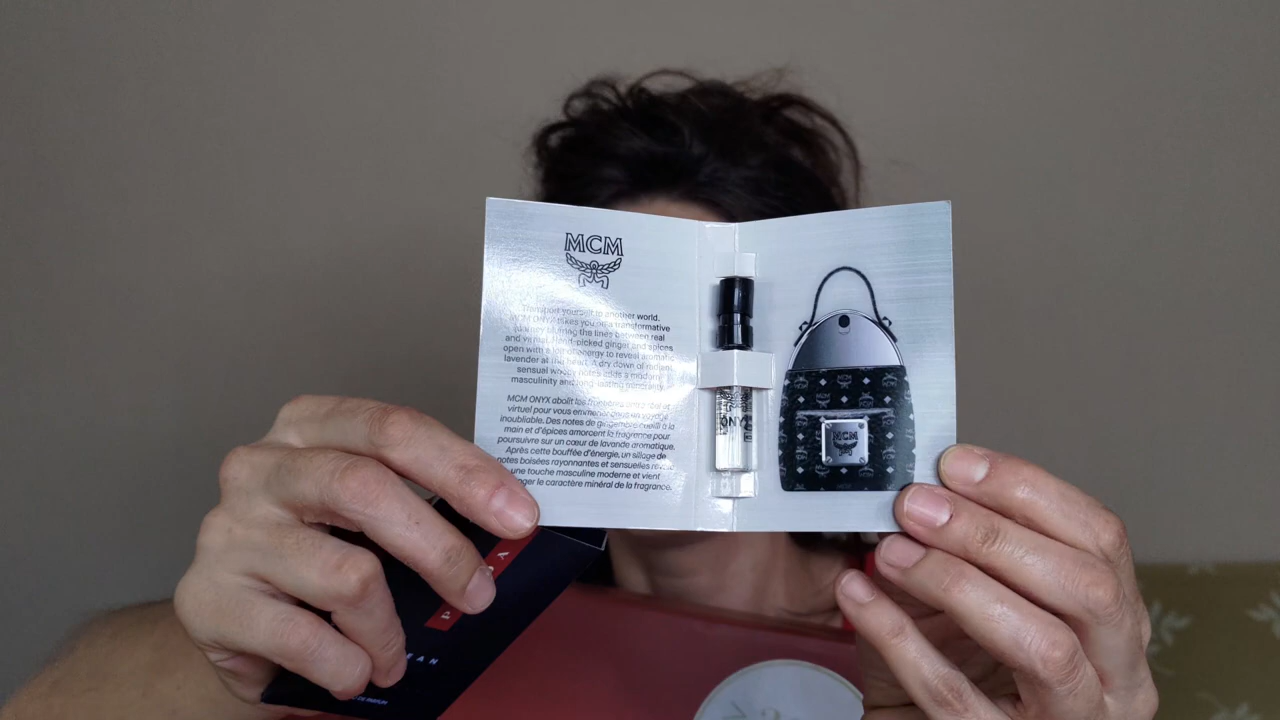 MCM
Transport yourself to another world.
MCM ONYX takes you on a transformative
journey blurring the lines between real
and virtual. Hand-picked ginger and spices
open with a of energy to reveal aromatic
lavender at the heart. A dry down of radiant
sensual woody notes adds a modern
masculinity and long-lasting minerality.
MCM ONYX abolit les frontières entre réel et
virtuel pour vous emmener dans un voyage
inoubliable. Des notes de gingembre cueilli à la
main et d'épices amorcent la fragrance pour
poursuivre sur un cœur de lavande aromatique.
Après cette bouffée d'énergie, un sillage de
notes boisées rayonnantes et sensuelles
une touche masculine moderne et vient
le caractère minéral de la fragrance.
ONYX
MCM
MCM